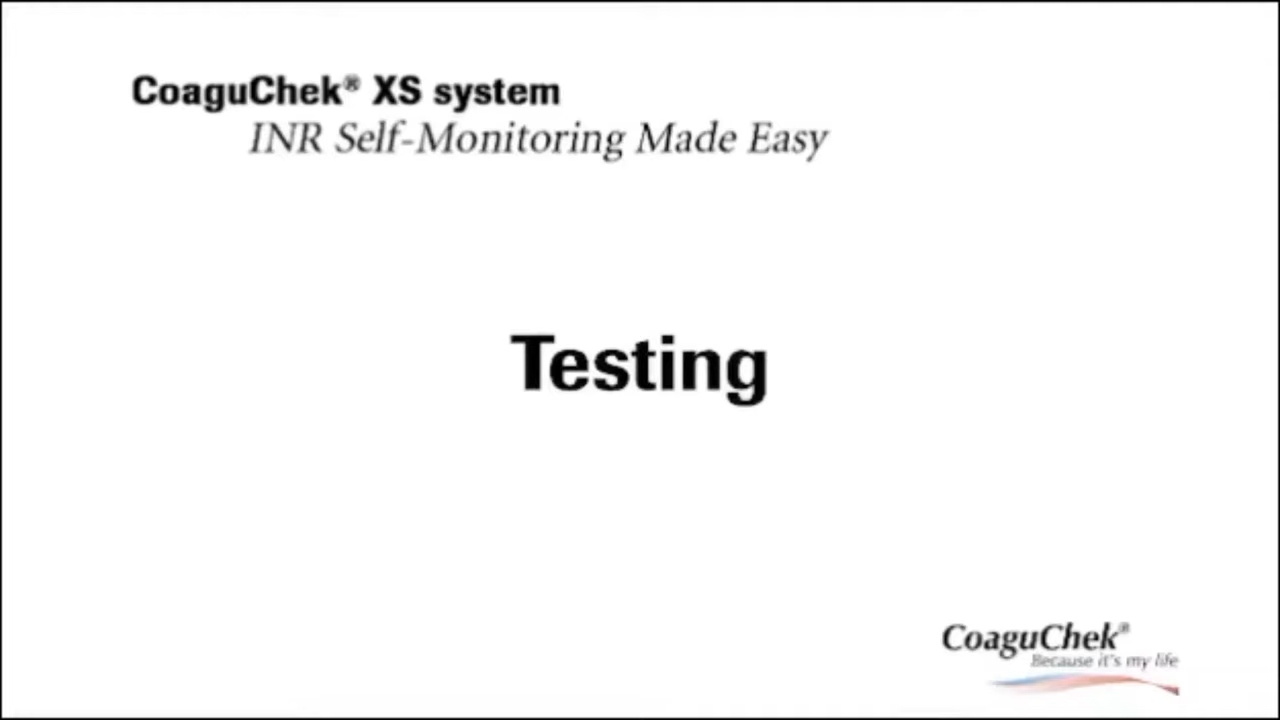 CoaguChek® XS system
INR Self-Monitoring Made Easy
Testing
CoaguChek®
Because it's my life